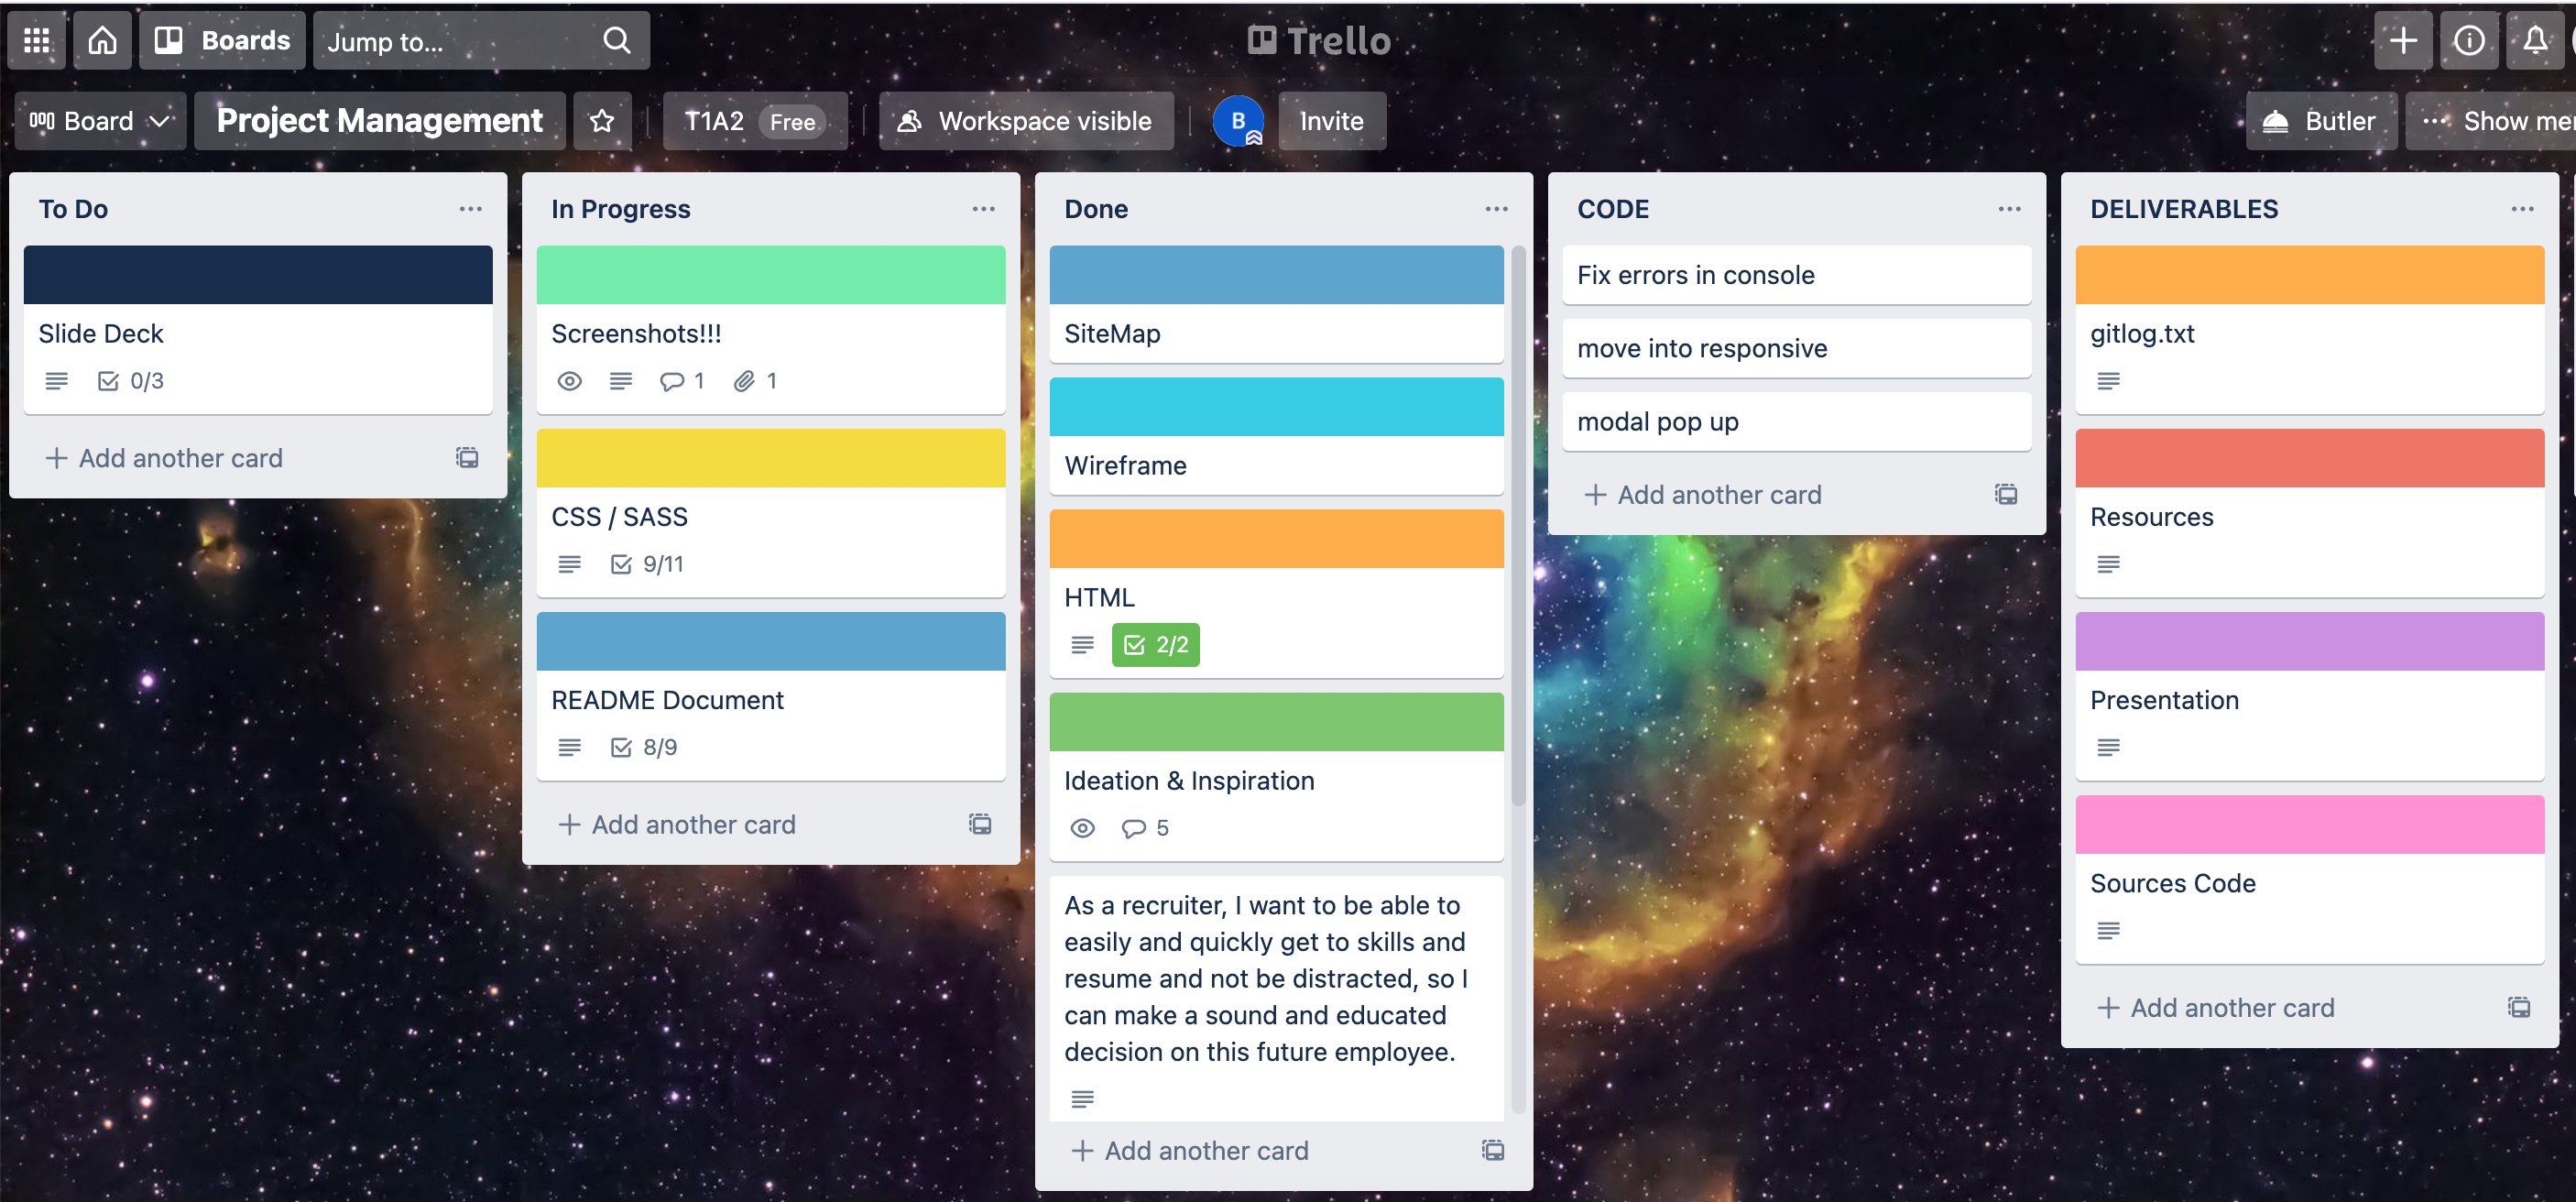 Boards
Jump to...
Trello
Board
Project Management
T1A2 Free
Workspace visible
B
Invite
Butler
Show me
To Do
Slide Deck
0/3
Add another card
In Progress
Screenshots!!!
1 1
CSS / SASS
9/11
README Document
8/9
Add another card
Done
SiteMap
Wireframe
HTML
2/2
Ideation & Inspiration
5
As a recruiter, I want to be able to
easily and quickly get to skills and
resume and not be distracted, so I
can make a sound and educated
decision on this future employee.
Add another card
CODE
Fix errors in console
move into responsive
modal pop up
Add another card
DELIVERABLES
gitlog.txt
Resources
Presentation
Sources Code
Add another card